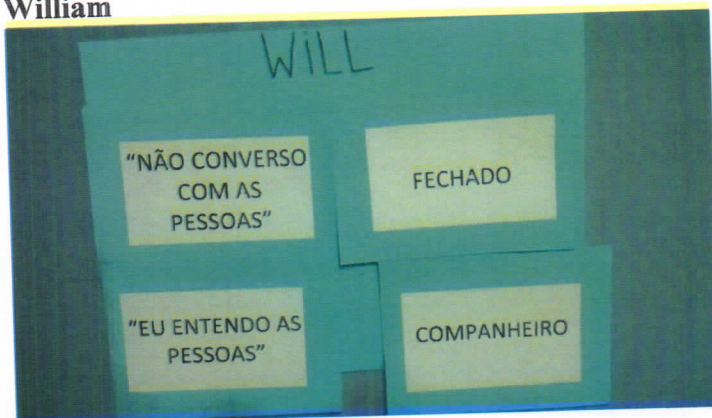 William
WiLL
"NÃO CONVERSO
COM AS
PESSOAS"
FECHADO
"EU ENTENDO AS
PESSOAS"
COMPANHEIRO